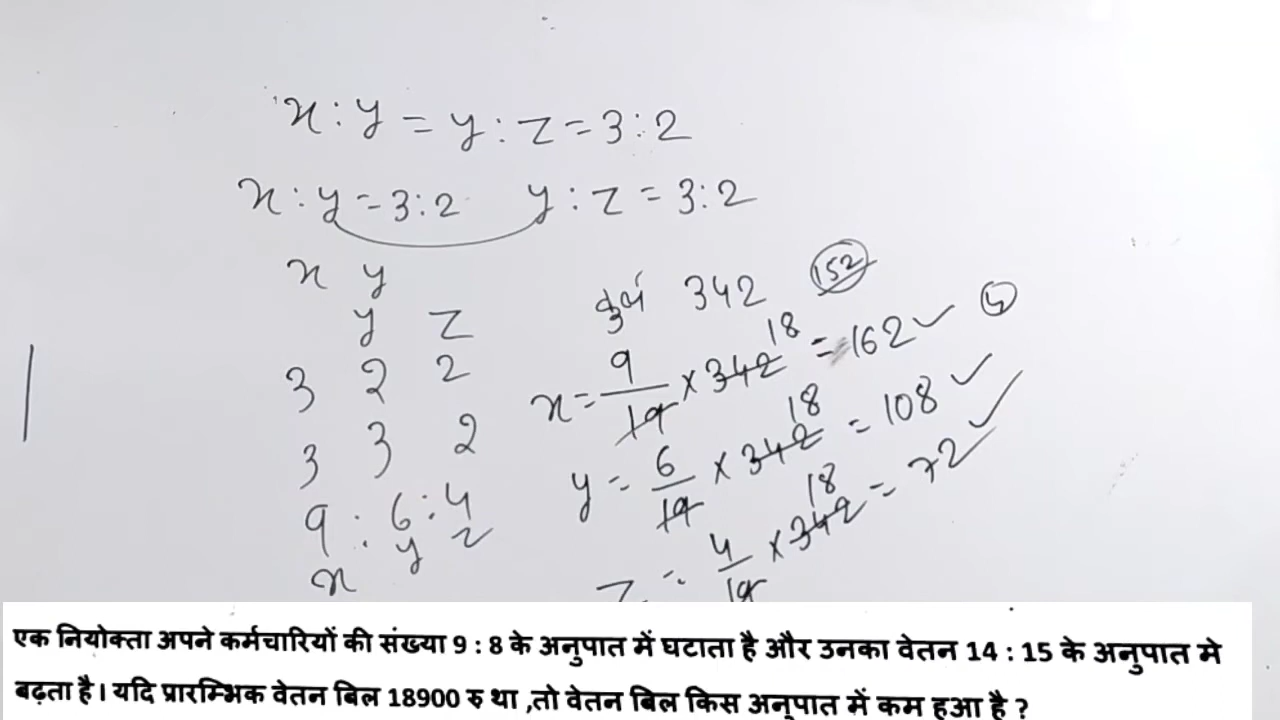 x : y = y : z = 3 : 2
x : y = 3 : 2 y : z = 3 : 2
x y
y z
3 2 2
3 3 2
9 : 6 : 4
x y z
कुल 342 152
x = 9/19 × 342 18 = 162 ✓ 5
y = 6/19 × 342 18 = 108 ✓
z = 4/19 × 342 18 = 72 ✓
एक नियोक्ता अपने कर्मचारियों की संख्या 9 : 8 के अनुपात में घटाता है और उनका वेतन 14 : 15 के अनुपात मे
बढ़ता है। यदि प्रारम्भिक वेतन बिल 18900 रु था ,तो वेतन बिल किस अनुपात में कम हुआ है ?